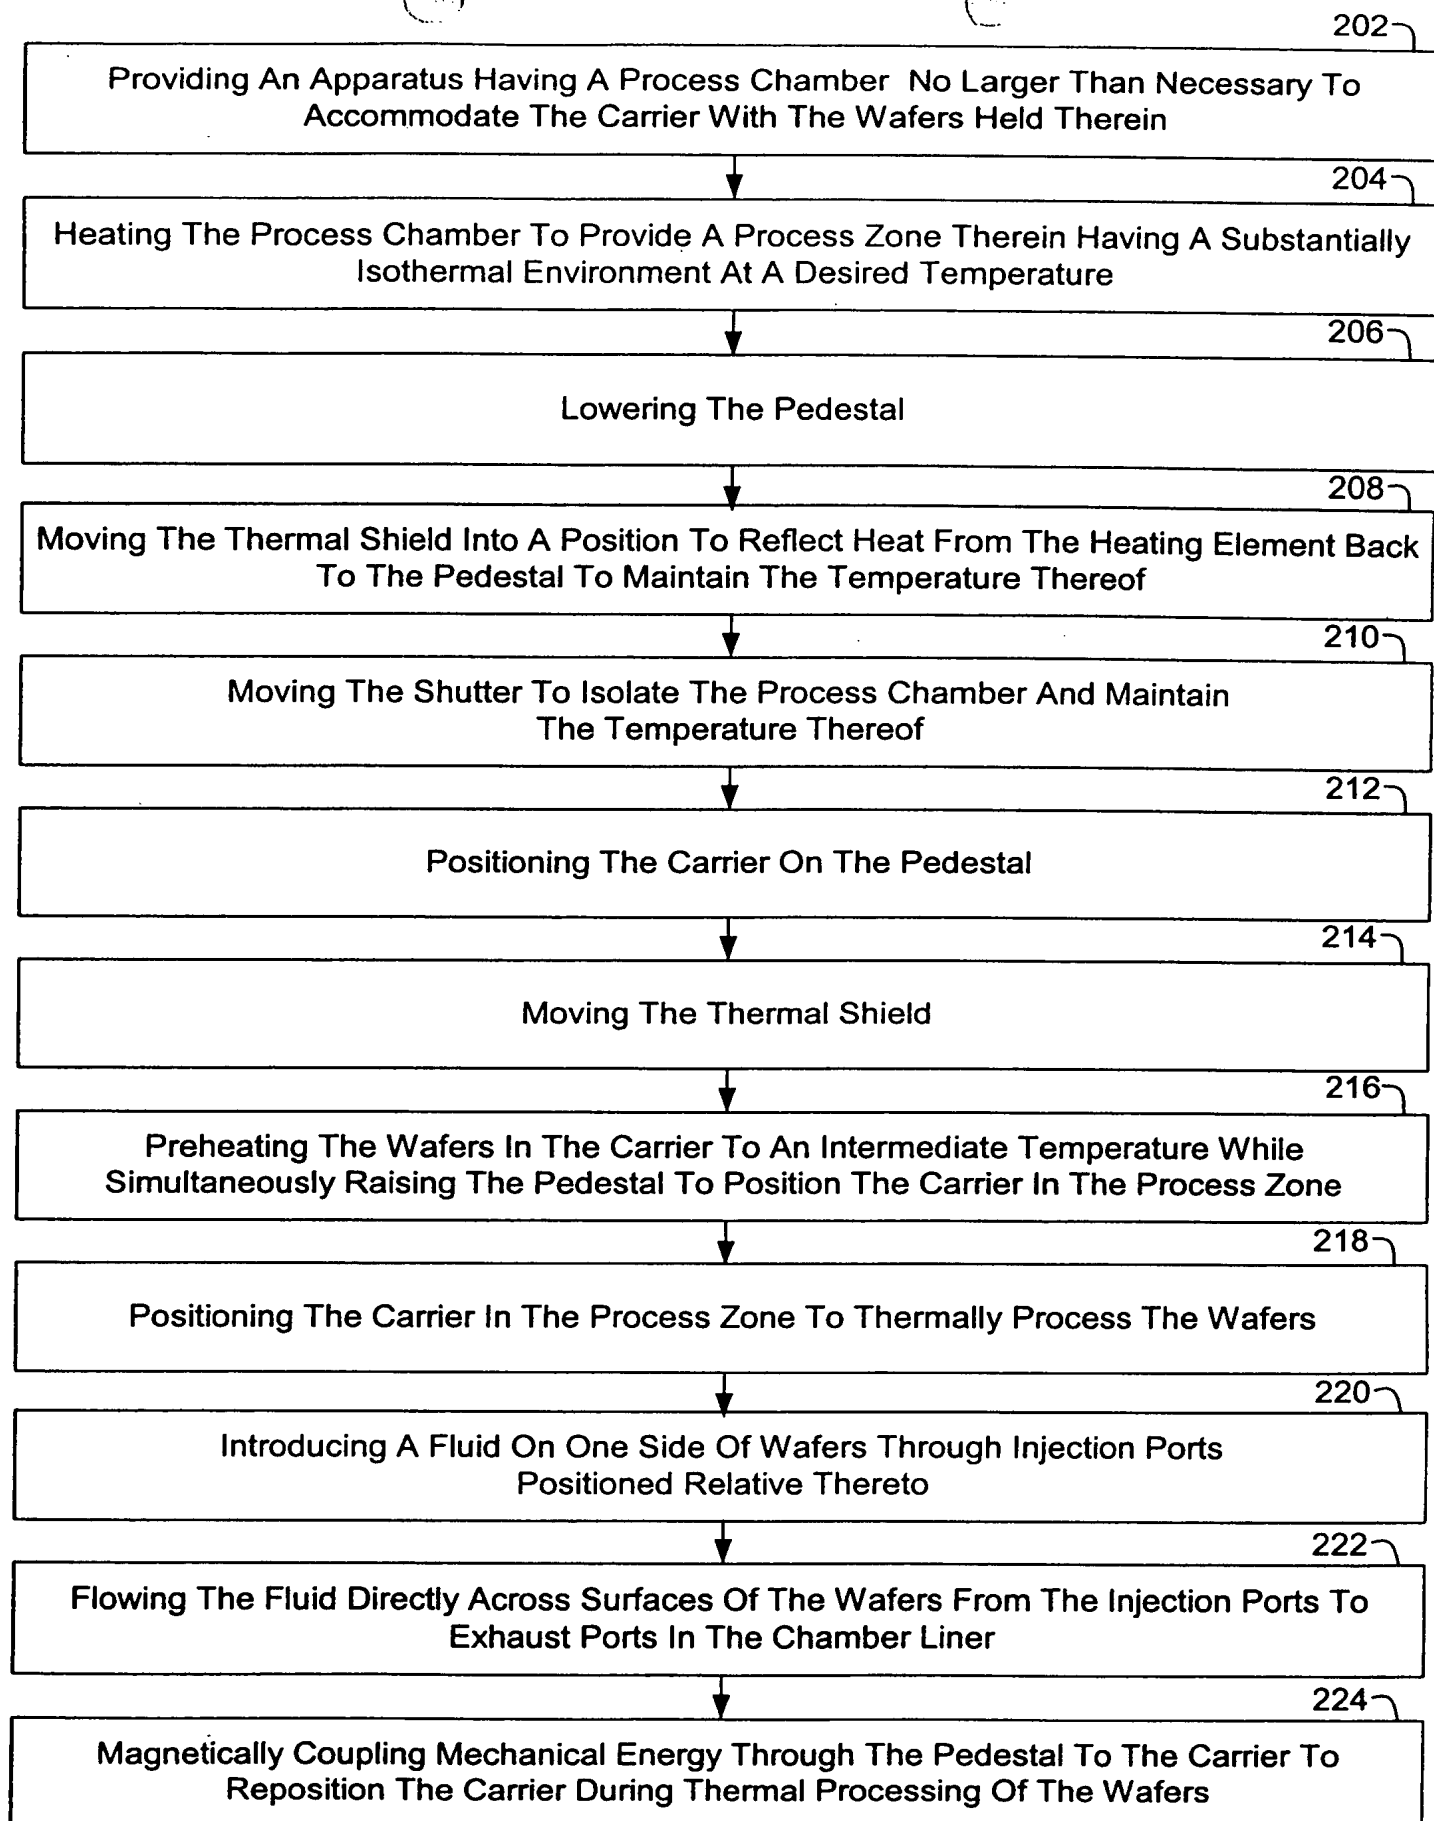 202
Providing An Apparatus Having A Process Chamber No Larger Than Necessary To
Accommodate The Carrier With The Wafers Held Therein
204
Heating The Process Chamber To Provide A Process Zone Therein Having A Substantially
Isothermal Environment At A Desired Temperature
206
Lowering The Pedestal
208
Moving The Thermal Shield Into A Position To Reflect Heat From The Heating Element Back
To The Pedestal To Maintain The Temperature Thereof
210
Moving The Shutter To Isolate The Process Chamber And Maintain
The Temperature Thereof
212
Positioning The Carrier On The Pedestal
214
Moving The Thermal Shield
216
Preheating The Wafers In The Carrier To An Intermediate Temperature While
Simultaneously Raising The Pedestal To Position The Carrier In The Process Zone
218
Positioning The Carrier In The Process Zone To Thermally Process The Wafers
220
Introducing A Fluid On One Side Of Wafers Through Injection Ports
Positioned Relative Thereto
222
Flowing The Fluid Directly Across Surfaces Of The Wafers From The Injection Ports To
Exhaust Ports In The Chamber Liner
224
Magnetically Coupling Mechanical Energy Through The Pedestal To The Carrier To
Reposition The Carrier During Thermal Processing Of The Wafers